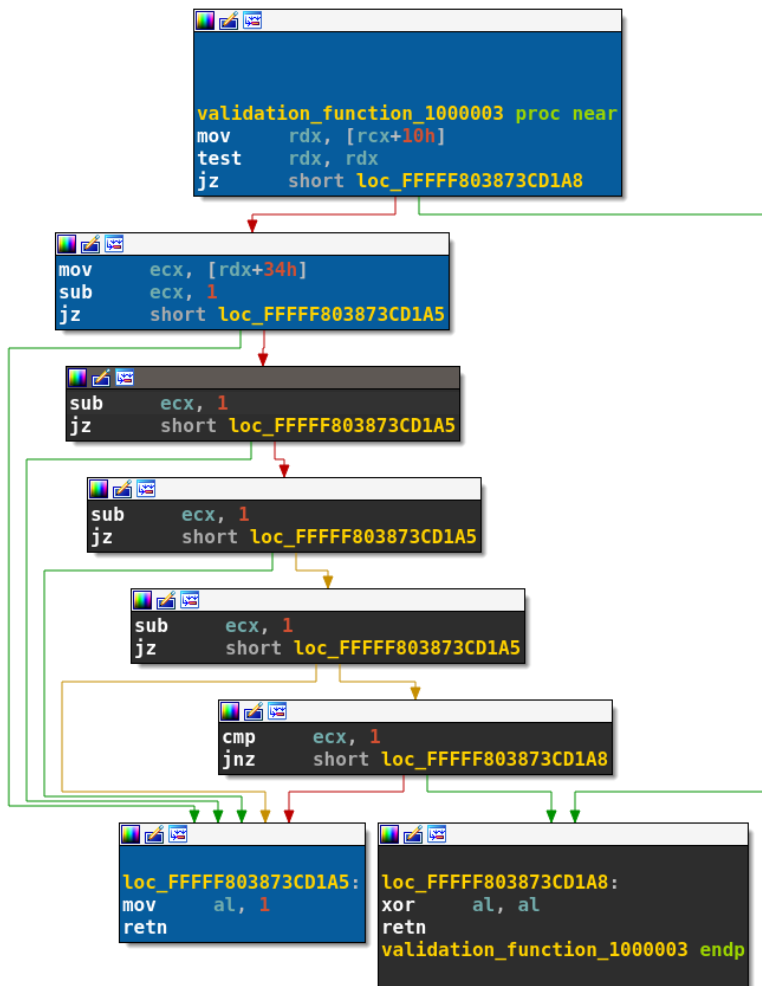 validation_function_1000003 proc near
mov rdx, [rcx+10h]
test rdx, rdx
jz short loc_FFFFF803873CD1A8
mov ecx, [rdx+34h]
sub ecx, 1
jz short loc_FFFFF803873CD1A5
sub ecx, 1
jz short loc_FFFFF803873CD1A5
sub ecx, 1
jz short loc_FFFFF803873CD1A5
sub ecx, 1
jz short loc_FFFFF803873CD1A5
cmp ecx, 1
jnz short loc_FFFFF803873CD1A8
loc_FFFFF803873CD1A5:
mov al, 1
retn
loc_FFFFF803873CD1A8:
xor al, al
retn
validation_function_1000003 endp